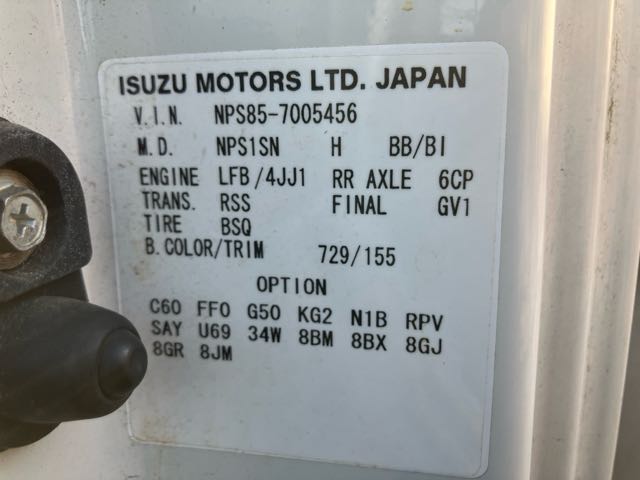 ISUZU MOTORS LTD. JAPAN
V.I.N. NPS85-7005456
M.D. NPS1SN H BB/BI
ENGINE LFB/4JJ1 RR AXLE 6CP
TRANS. RSS FINAL GV1
TIRE BSQ
B.COLOR/TRIM 729/155
OPTION
C60 FF0 G50 KG2 N1B RPV
SAY U69 34W 8BM 8BX 8GJ
8GR 8JM